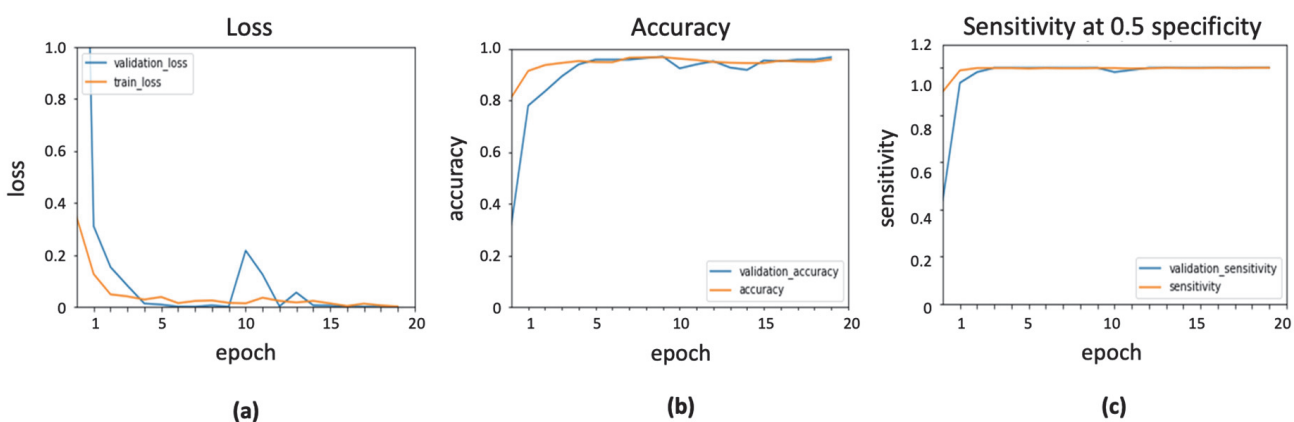 Loss
1.0
0.8
0.6
0.4
0.2
0
loss
validation_loss
train_loss
1
5
10
15
20
epoch
(a)
Accuracy
1.0
0.8
0.6
0.4
0.2
0
accuracy
validation_accuracy
accuracy
1
5
10
15
20
epoch
(b)
Sensitivity at 0.5 specificity
1.2
1.0
0.8
0.6
0.4
0.2
0
sensitivity
validation_sensitivity
sensitivity
1
5
10
15
20
epoch
(c)